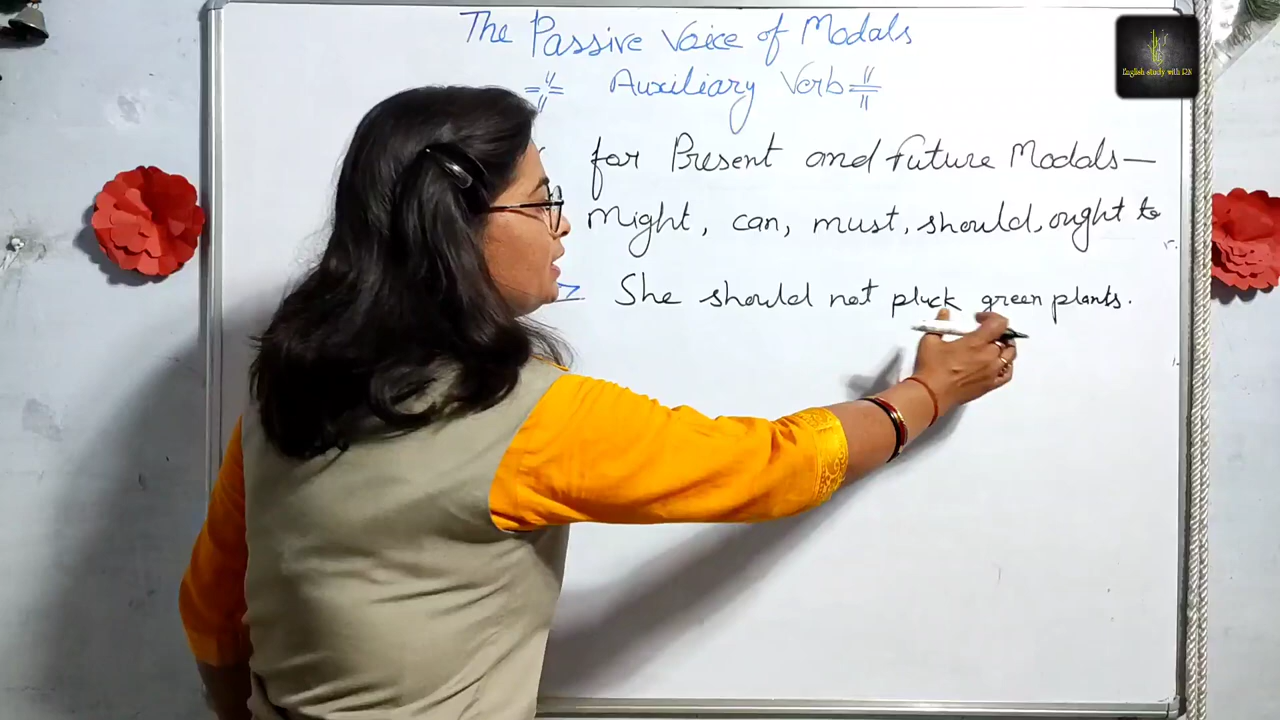 The Passive Voice of Modals
Auxiliary Verb
for Present and Future Modals—
Might, can, must, should, ought to
She should not pluck green plants.
English study with RN